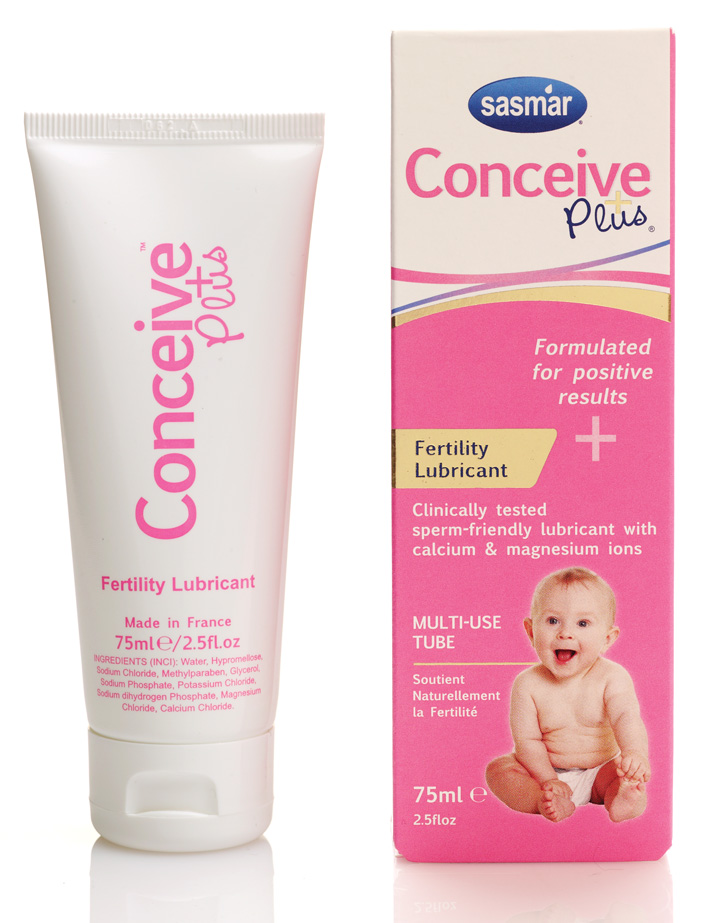 Conceive
Plus
™
Fertility Lubricant
Made in France
75ml℮/2.5fl.oz
INGREDIENTS (INCI): Water, Hypromellose,
Sodium Chloride, Methylparaben, Glycerol,
Sodium Phosphate, Potassium Chloride,
Sodium dihydrogen Phosphate, Magnesium
Chloride, Calcium Chloride.
sasmar®
Conceive
Plus®
Formulated
for positive
results
+
Fertility
Lubricant
Clinically tested
sperm-friendly lubricant with
calcium & magnesium ions
MULTI-USE
TUBE
Soutient
Naturellement
la Fertilité
75ml ℮
2.5floz